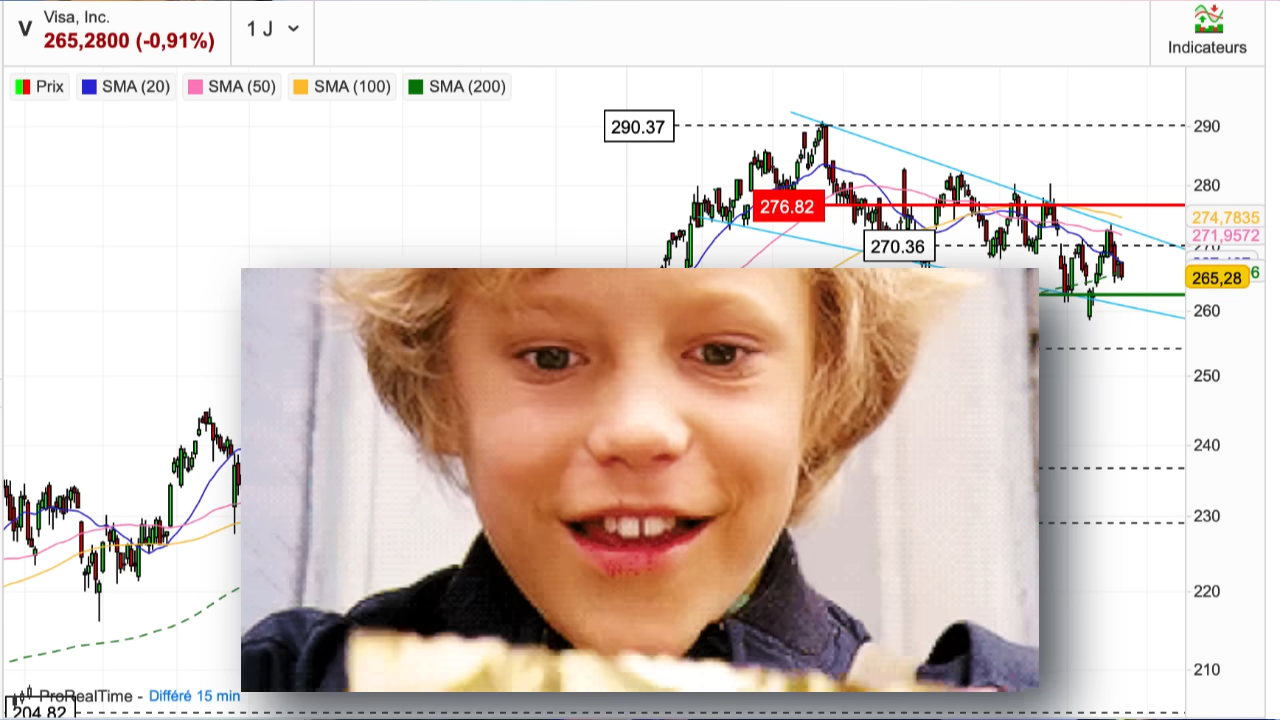 V
Visa, Inc.
265,2800 (-0,91%)
1 J
Indicateurs
Prix
SMA (20)
SMA (50)
SMA (100)
SMA (200)
290.37
276.82
270.36
290
280
274,7835
271,9572
270
6
265,28
260
250
240
230
220
210
ProRealTime - Différé 15 min
204.82